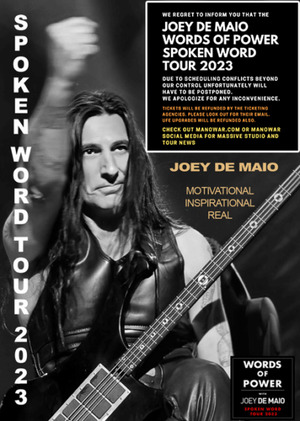 SPOKEN WORD TOUR 2023
WE REGRET TO INFORM YOU THAT THE
JOEY DE MAIO
WORDS OF POWER
SPOKEN WORD
TOUR 2023
DUE TO SCHEDULING CONFLICTS BEYOND
OUR CONTROL UNFORTUNATELY WILL
HAVE TO BE POSTPONED.
WE APOLOGIZE FOR ANY INCONVENIENCE.
TICKETS WILL BE REFUNDED BY THE TICKETING
AGENCIES. PLEASE LOOK OUT FOR THEIR EMAIL.
UFE UPGRADES WILL BE REFUNDED ALSO.
CHECK OUT MANOWAR.COM OR MANOWAR
SOCIAL MEDIA FOR MASSIVE STUDIO AND
TOUR NEWS
JOEY DE MAIO
MOTIVATIONAL
INSPIRATIONAL
REAL
WORDS
OF
POWER
WITH
JOEY DE MAIO
SPOKEN WORD
TOUR 2023